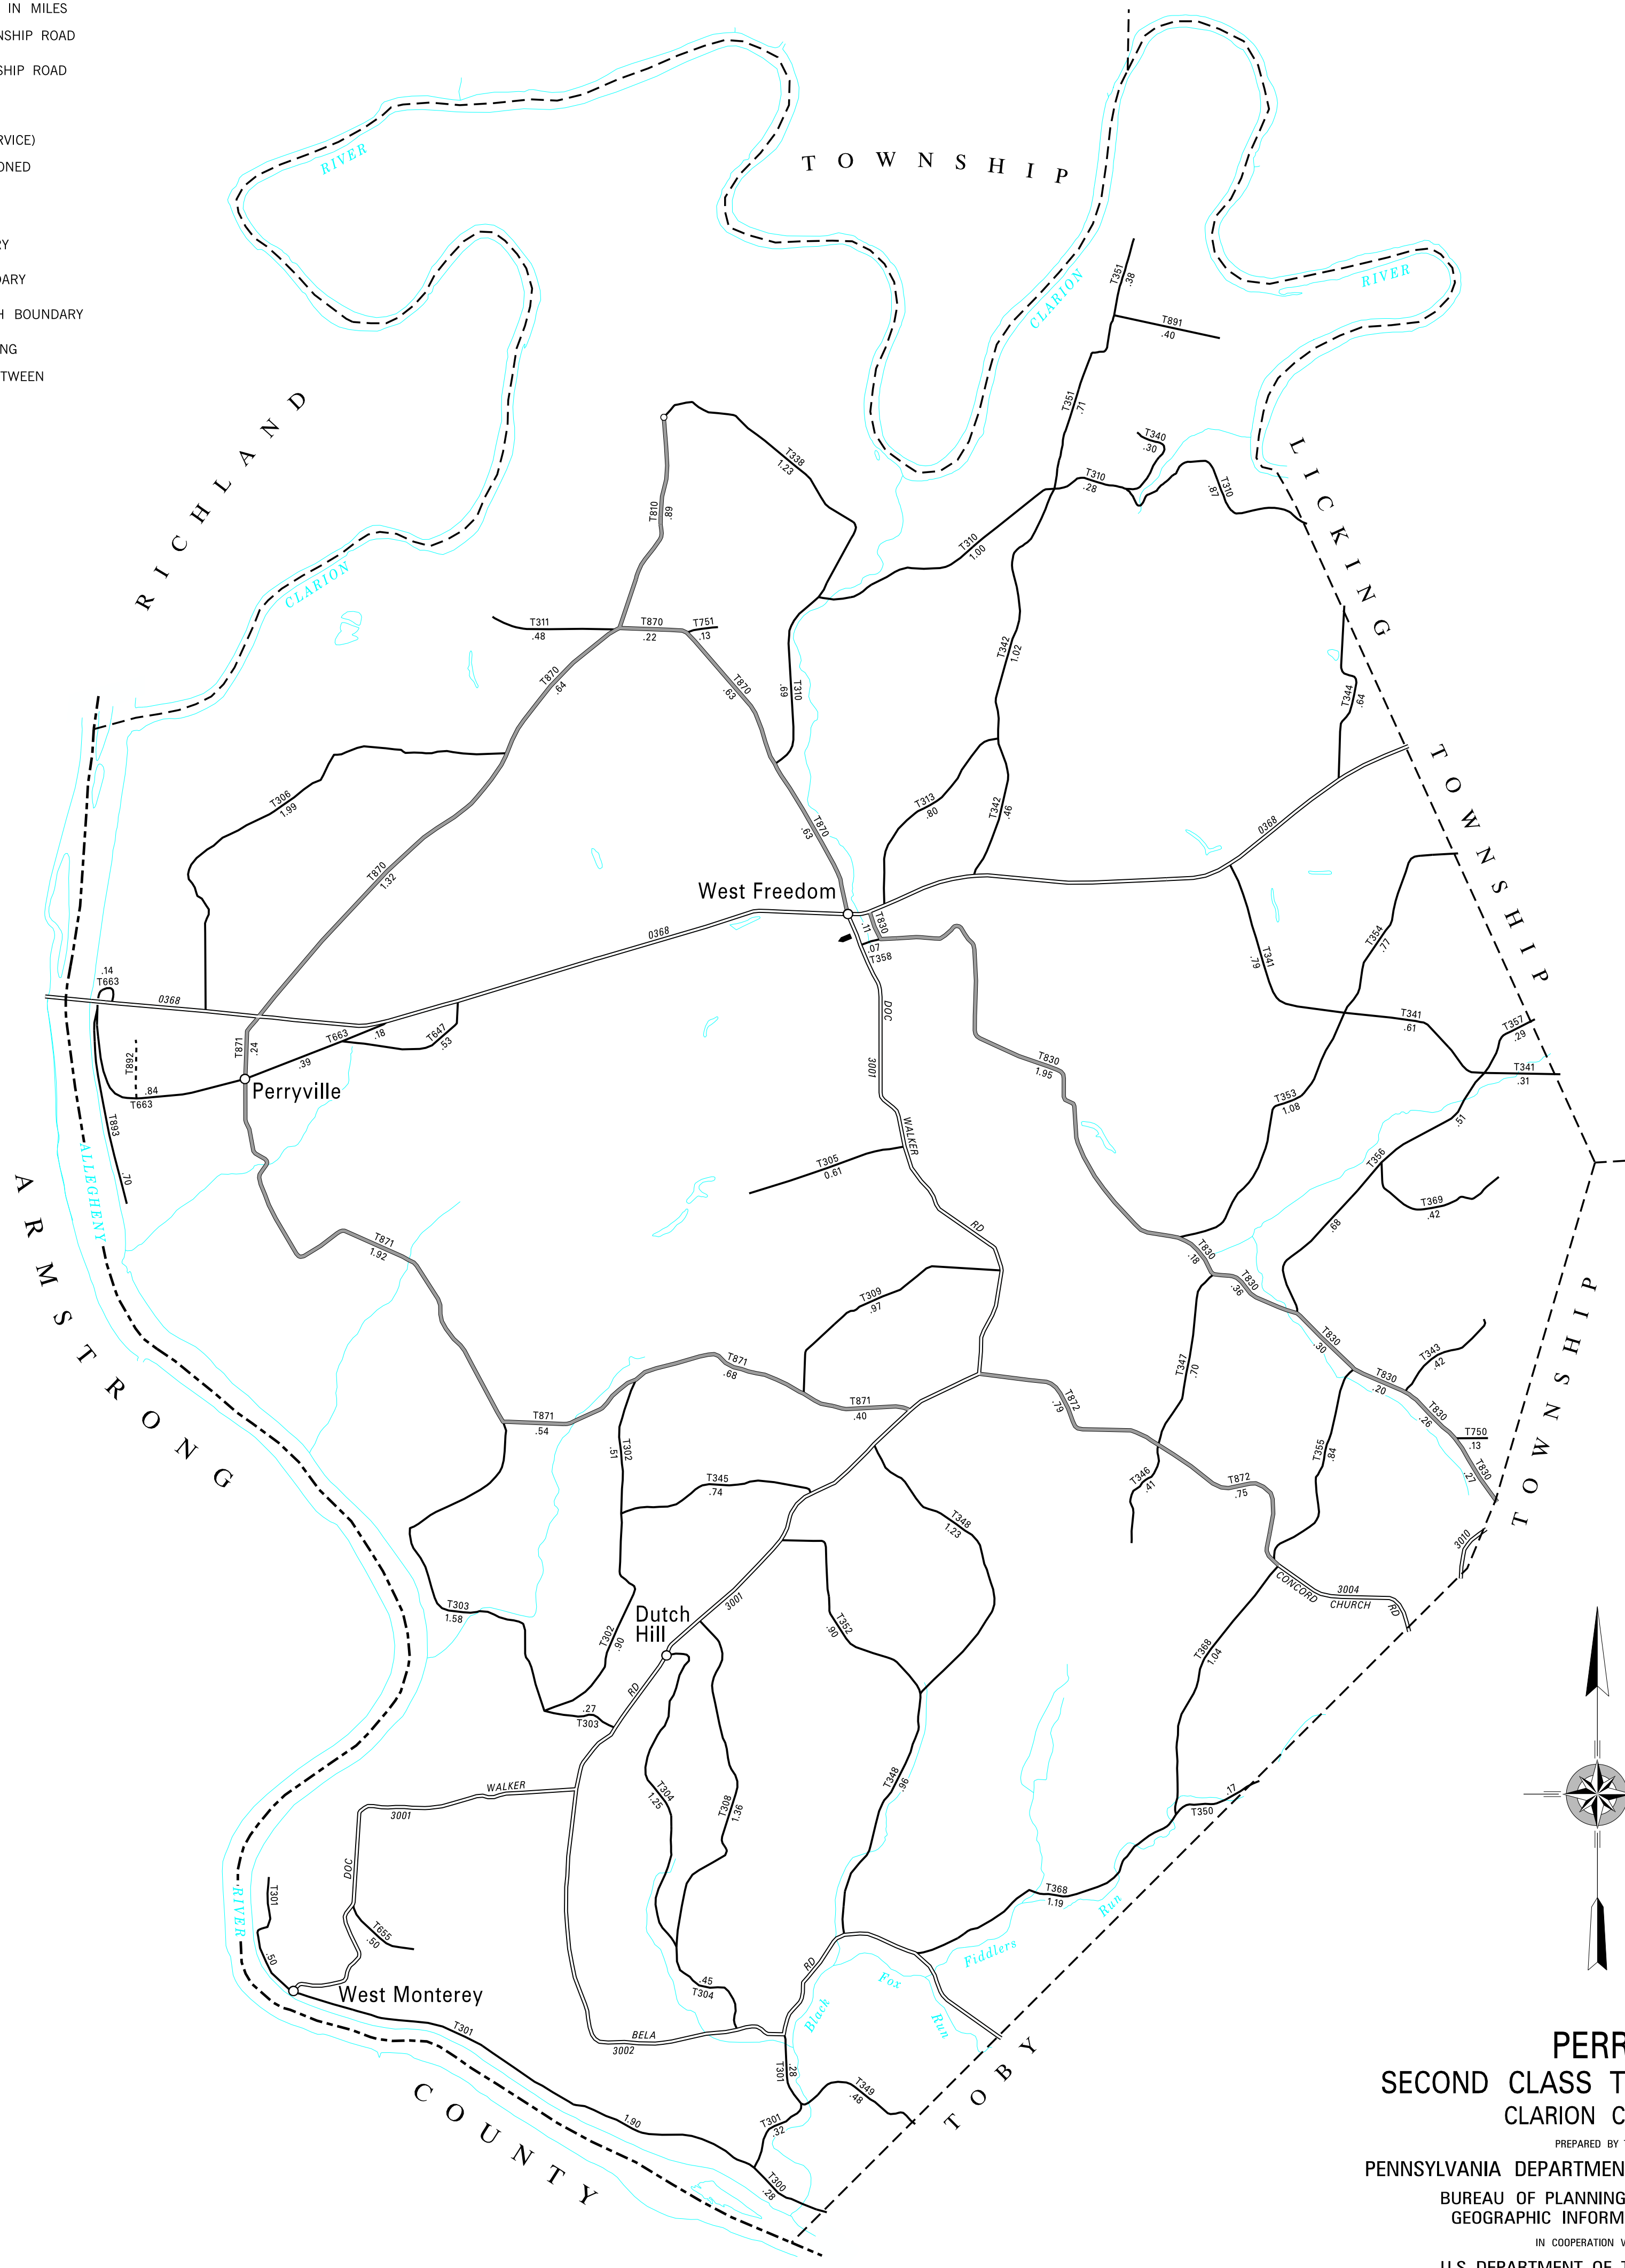 IN MILES
NSHIP ROAD
SHIP ROAD
RVICE)
ONED
RY
DARY
H BOUNDARY
NG
TWEEN
RIVER
TOWNSHIP
CLARION
RIVER
T351
.38
T891
.40
RICHLAND
T351
.71
T340
.30
LICKING
T338
1.23
T310
.28
T310
.87
T810
.89
T310
1.00
CLARION
T311
.48
T870
.22
T751
.13
T342
1.02
T870
.64
T870
.63
T310
.69
T344
.64
TOWNSHIP
T306
1.99
T313
.80
T342
.46
T870
.63
0368
T870
1.32
West Freedom
T830
.11
.07
T358
0368
T354
.77
T341
.79
.14
T663
0368
DOC
T341
.61
T357
.29
T871
.24
T663
.18
T647
.53
.39
T892
3001
T830
1.95
T341
.31
Perryville
.84
T663
T353
1.08
T893
WALKER
.51
ALLEGHENY
T305
0.61
T356
.70
T369
.42
ARMSTRONG
RD
.68
T871
1.92
T830
.18
T830
.36
TOWNSHIP
T309
.97
T830
.30
T343
.42
T871
.68
T347
.70
T830
.20
T871
.40
T872
.79
T830
.26
T871
.54
T750
.13
T302
.51
T355
.84
T830
.27
T345
.74
T346
.41
T872
.75
T348
1.23
3010
T303
1.58
3001
CONCORD
3004
CHURCH
RD
Dutch
Hill
T352
.90
T302
.90
T368
1.04
RD
.27
T303
WALKER
3001
T304
1.25
T308
1.36
T348
.96
.17
T350
DOC
T301
RIVER
T368
1.19
Run
T655
.50
.50
RD
Fiddlers
Fox
.45
T304
West Monterey
Black
Run
T301
BELA
3002
T301
.28
T349
.48
TOBY
1.90
T301
.32
COUNTY
T300
.28
PERR
SECOND CLASS T
CLARION C
PREPARED BY T
PENNSYLVANIA DEPARTMEN
BUREAU OF PLANNING
GEOGRAPHIC INFORM
IN COOPERATION W
U.S. DEPARTMENT OF T